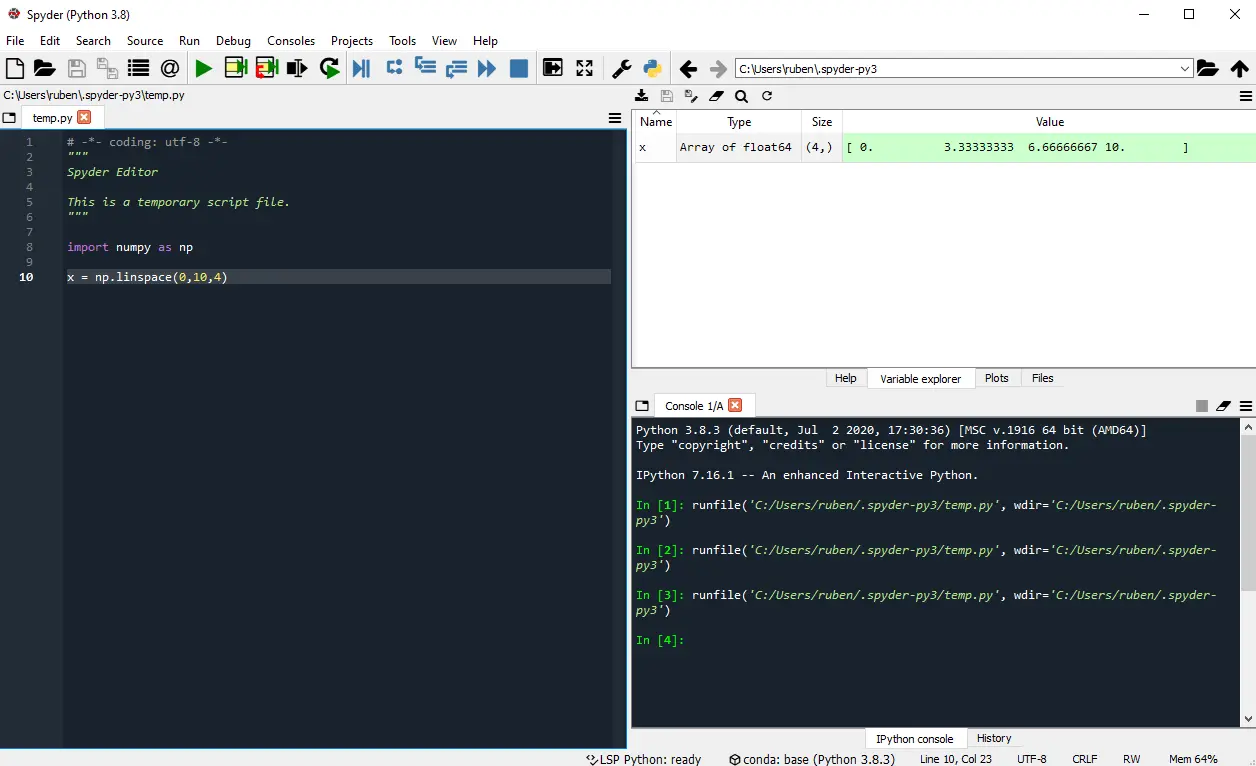 Spyder (Python 3.8)
File Edit Search Source Run Debug Consoles Projects Tools View Help
C:\Users\ruben\.spyder-py3
C:\Users\ruben\.spyder-py3\temp.py
temp.py
1 # -*- coding: utf-8 -*-
2 """
3 Spyder Editor
4
5 This is a temporary script file.
6 """
7
8 import numpy as np
9
10 x = np.linspace(0,10,4)
Name Type Size Value
x Array of float64 (4,) [ 0. 3.33333333 6.66666667 10. ]
Help Variable explorer Plots Files
Console 1/A
Python 3.8.3 (default, Jul  2 2020, 17:30:36) [MSC v.1916 64 bit (AMD64)]
Type "copyright", "credits" or "license" for more information.
IPython 7.16.1 -- An enhanced Interactive Python.
In [1]: runfile('C:/Users/ruben/.spyder-py3/temp.py', wdir='C:/Users/ruben/.spyder-
py3')
In [2]: runfile('C:/Users/ruben/.spyder-py3/temp.py', wdir='C:/Users/ruben/.spyder-
py3')
In [3]: runfile('C:/Users/ruben/.spyder-py3/temp.py', wdir='C:/Users/ruben/.spyder-
py3')
In [4]:
IPython console History
LSP Python: ready conda: base (Python 3.8.3) Line 10, Col 23 UTF-8 CRLF RW Mem 64%